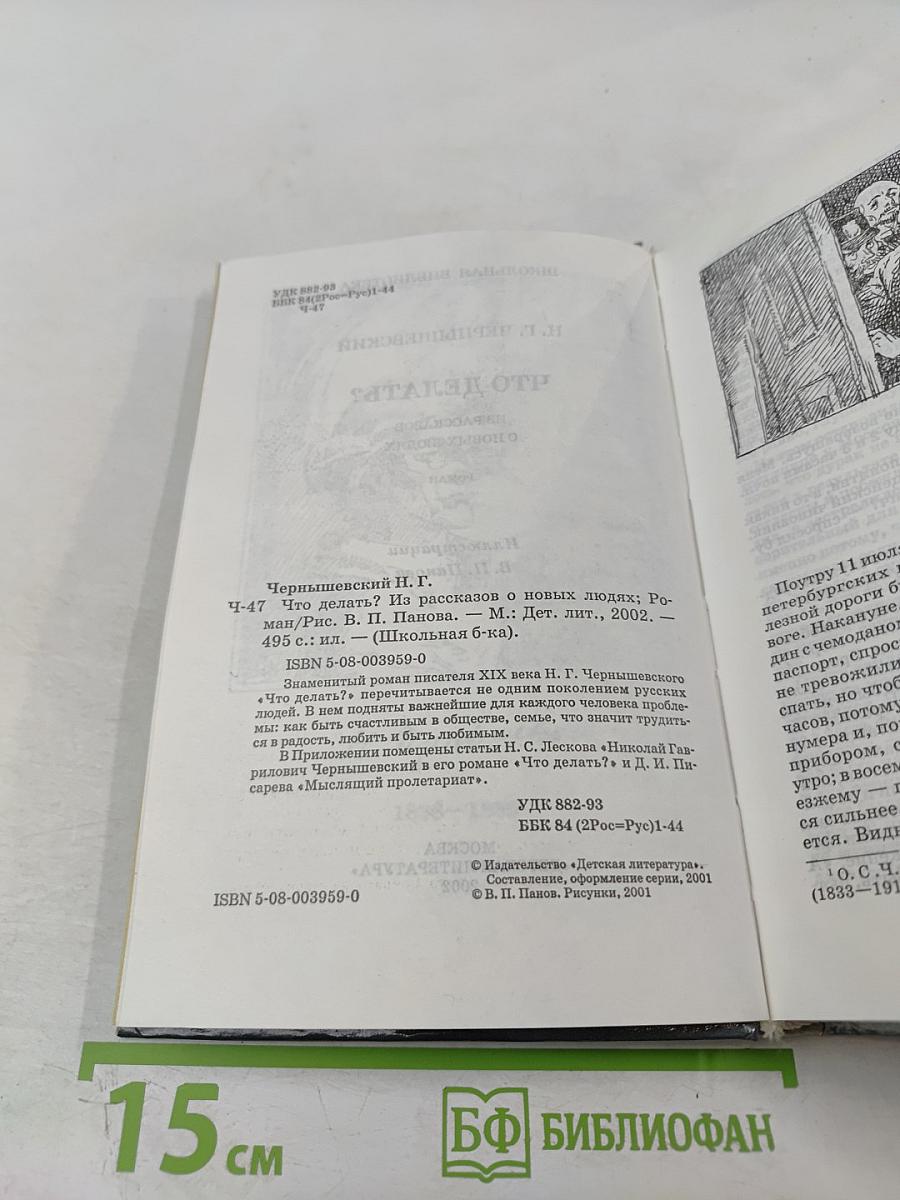 УДК 882-93
ББК 84(2Рос=Рус)1-44
Ч-47
Чернышевский Н. Г.
Ч-47 Что делать? Из рассказов о новых людях; Ро-
ман/Рис. В. П. Панова. — М.: Дет. лит., 2002. —
495 с.: ил. — (Школьная б-ка).
ISBN 5-08-003959-0
Знаменитый роман писателя XIX века Н. Г. Чернышевского
«Что делать?» перечитывается не одним поколением русских
людей. В нем подняты важнейшие для каждого человека пробле-
мы: как быть счастливым в обществе, семье, что значит трудить-
ся в радость, любить и быть любимым.
В Приложении помещены статьи Н. С. Лескова «Николай Гав-
рилович Чернышевский в его романе «Что делать?» и Д. И. Пи-
сарева «Мыслящий пролетариат».
УДК 882-93
ББК 84 (2Рос=Рус)1-44
ISBN 5-08-003959-0
© Издательство «Детская литература».
Составление, оформление серии, 2001
© В. П. Панов. Рисунки, 2001
Поутру 11 июля
петербургских
лезной дороги
воге. Накануне,
дин с чемоданом
паспорт, спрос
не тревожили
спать, но чтоб
часов, потому
нумера и, по
прибором, с
утро; в восем
езжему — п
ся сильнее
ется. Видн
¹ О. С. Ч.
(1833—191
15 см
БФ БИБЛИОФАН